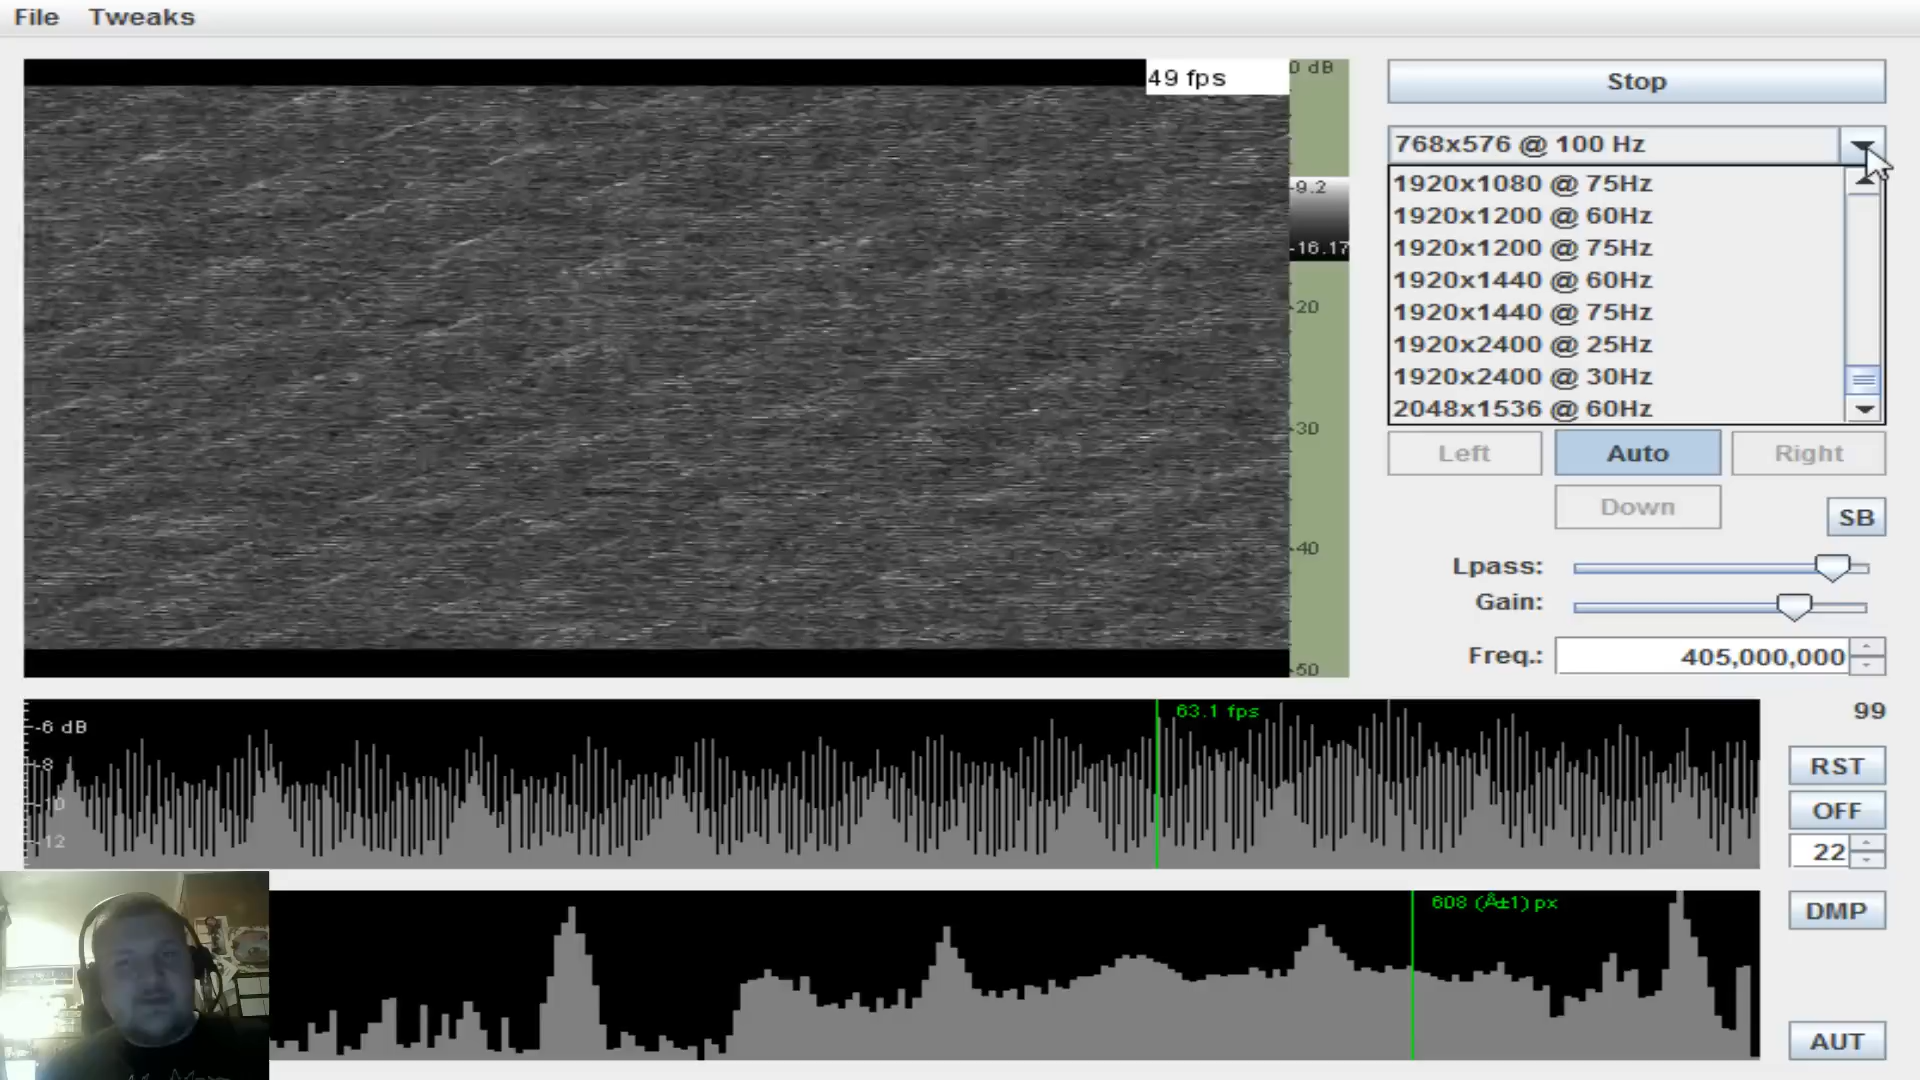 File Tweaks
49 fps
0 dB
-9.2
-16.17
-20
-30
-40
-50
Stop
768x576 @ 100 Hz
1920x1080 @ 75Hz
1920x1200 @ 60Hz
1920x1200 @ 75Hz
1920x1440 @ 60Hz
1920x1440 @ 75Hz
1920x2400 @ 25Hz
1920x2400 @ 30Hz
2048x1536 @ 60Hz
Left Auto Right
Down SB
Lpass:
Gain:
Freq.: 405,000,000
63.1 fps
-6 dB
-8
-10
-12
99
RST
OFF
22
608 (Å±1) px
DMP
AUT